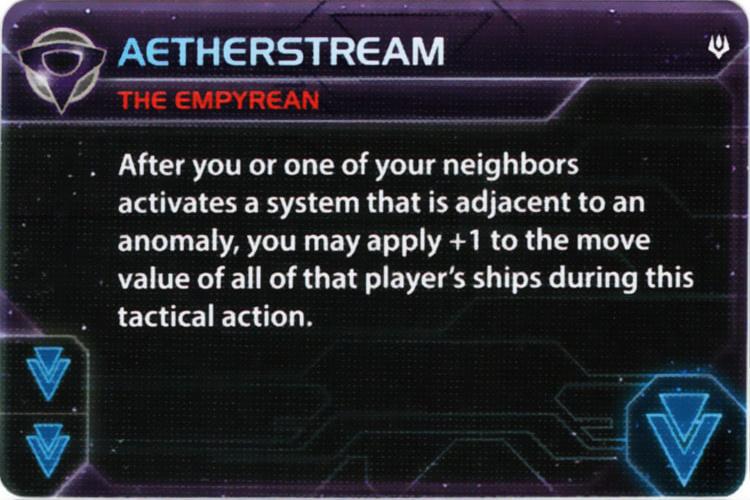 AETHERSTREAM
THE EMPYREAN
After you or one of your neighbors
activates a system that is adjacent to an
anomaly, you may apply +1 to the move
value of all of that player's ships during this
tactical action.